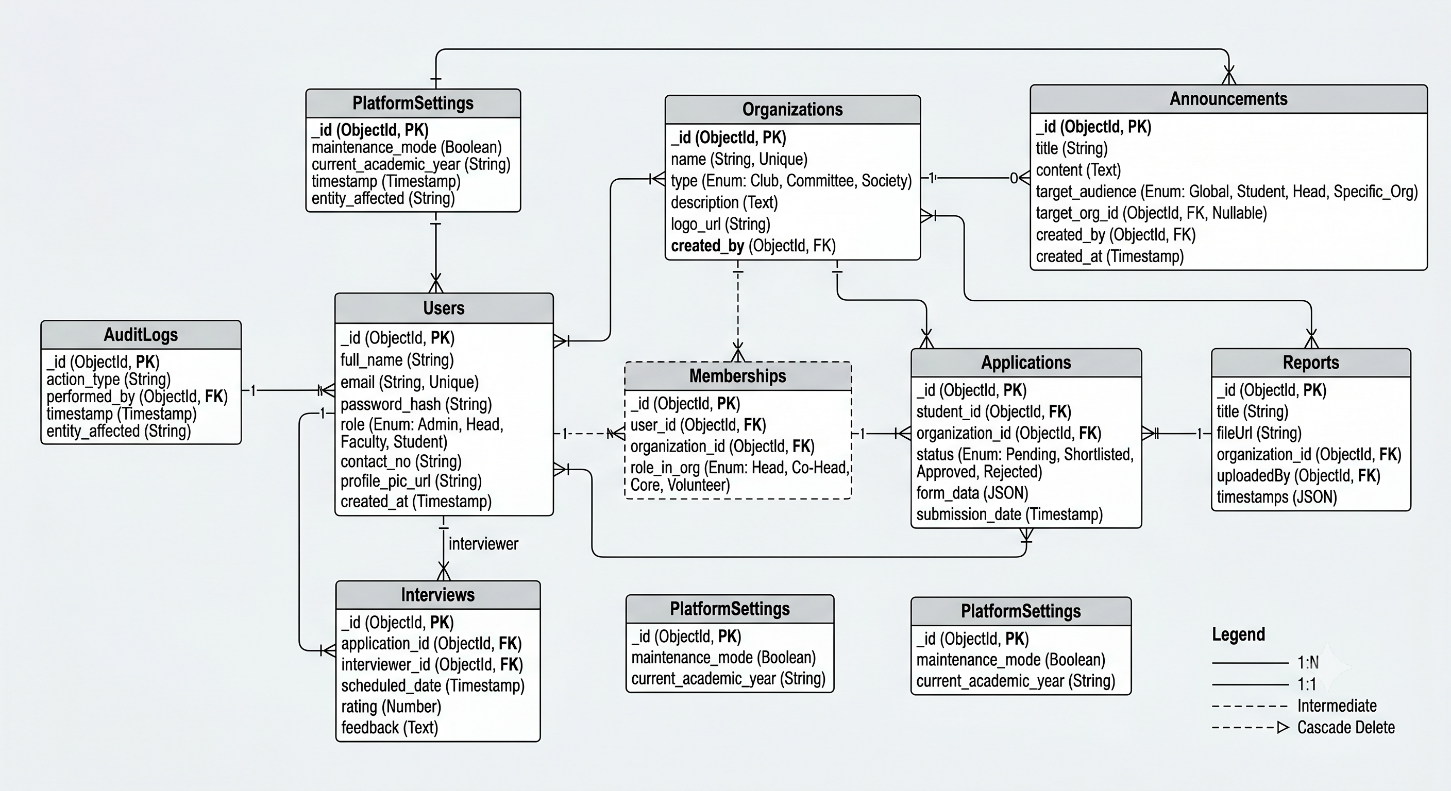 PlatformSettings
_id (ObjectId, PK)
maintenance_mode (Boolean)
current_academic_year (String)
timestamp (Timestamp)
entity_affected (String)
Organizations
_id (ObjectId, PK)
name (String, Unique)
type (Enum: Club, Committee, Society)
description (Text)
logo_url (String)
created_by (ObjectId, FK)
1
0
Announcements
_id (ObjectId, PK)
title (String)
content (Text)
target_audience (Enum: Global, Student, Head, Specific_Org)
target_org_id (ObjectId, FK, Nullable)
created_by (ObjectId, FK)
created_at (Timestamp)
AuditLogs
_id (ObjectId, PK)
action_type (String)
performed_by (ObjectId, FK)
timestamp (Timestamp)
entity_affected (String)
1
1
Users
_id (ObjectId, PK)
full_name (String)
email (String, Unique)
password_hash (String)
role (Enum: Admin, Head,
Faculty, Student)
contact_no (String)
profile_pic_url (String)
created_at (Timestamp)
1
Memberships
_id (ObjectId, PK)
user_id (ObjectId, FK)
organization_id (ObjectId, FK)
role_in_org (Enum: Head, Co-Head,
Core, Volunteer)
1
Applications
_id (ObjectId, PK)
student_id (ObjectId, FK)
organization_id (ObjectId, FK)
status (Enum: Pending, Shortlisted,
Approved, Rejected)
form_data (JSON)
submission_date (Timestamp)
1
Reports
_id (ObjectId, PK)
title (String)
fileUrl (String)
organization_id (ObjectId, FK)
uploadedBy (ObjectId, FK)
timestamps (JSON)
interviewer
Interviews
_id (ObjectId, PK)
application_id (ObjectId, FK)
interviewer_id (ObjectId, FK)
scheduled_date (Timestamp)
rating (Number)
feedback (Text)
PlatformSettings
_id (ObjectId, PK)
maintenance_mode (Boolean)
current_academic_year (String)
PlatformSettings
_id (ObjectId, PK)
maintenance_mode (Boolean)
current_academic_year (String)
Legend
1:N
1:1
Intermediate
Cascade Delete